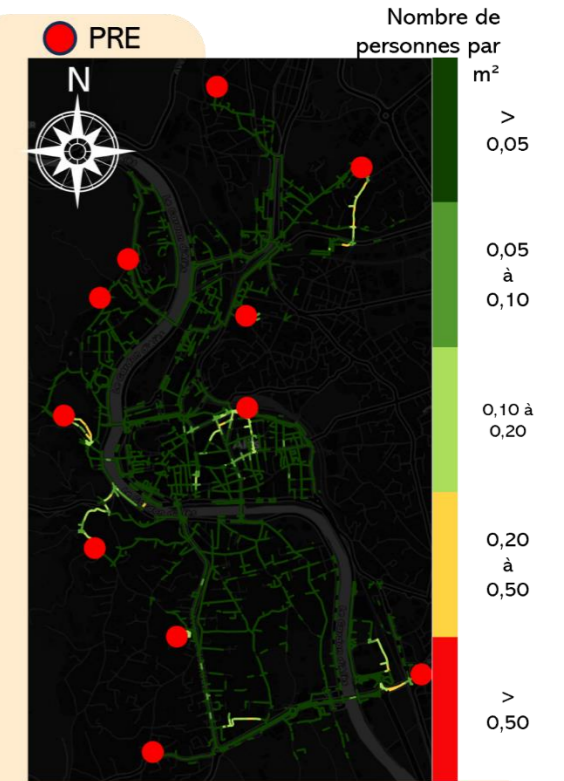 PRE
Nombre de
personnes par
m²
N
>
0,05
0,05
à
0,10
0,10 à
0,20
0,20
à
0,50
>
0,50